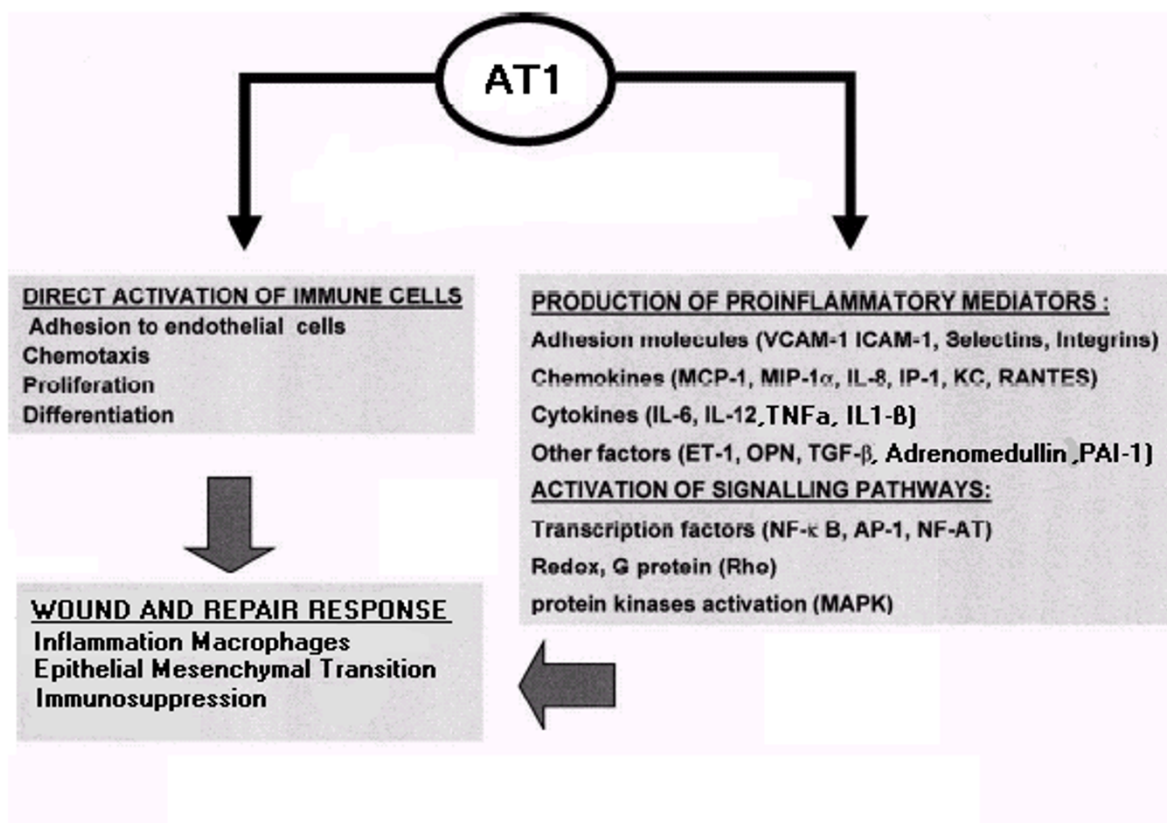 AT1
DIRECT ACTIVATION OF IMMUNE CELLS
Adhesion to endothelial cells
Chemotaxis
Proliferation
Differentiation
PRODUCTION OF PROINFLAMMATORY MEDIATORS :
Adhesion molecules (VCAM-1 ICAM-1, Selectins, Integrins)
Chemokines (MCP-1, MIP-1α, IL-8, IP-1, KC, RANTES)
Cytokines (IL-6, IL-12,TNFa, IL1-ß)
Other factors (ET-1, OPN, TGF-β, Adrenomedullin ,PAI-1)
ACTIVATION OF SIGNALLING PATHWAYS:
Transcription factors (NF-κ B, AP-1, NF-AT)
Redox, G protein (Rho)
protein kinases activation (MAPK)
WOUND AND REPAIR RESPONSE
Inflammation Macrophages
Epithelial Mesenchymal Transition
Immunosuppression